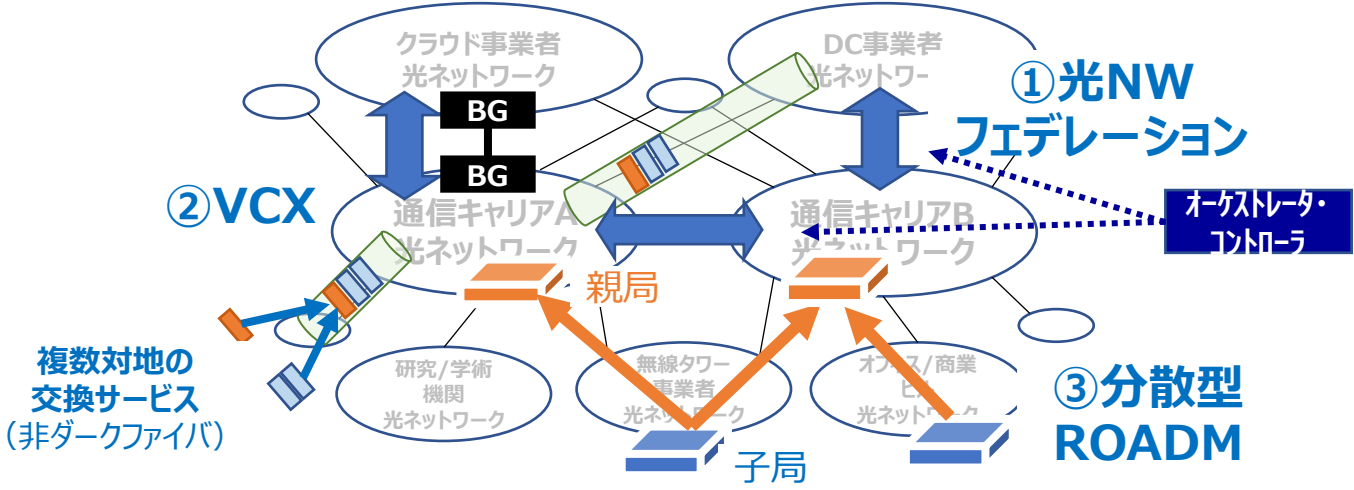 クラウド事業者
光ネットワーク
DC事業者
光ネットワー
①光NW
フェデレーション
BG
BG
②VCX
通信キャリアA
光ネットワーク
通信キャリアB
光ネットワーク
オーケストレータ・
コントローラ
親局
複数対地の
交換サービス
（非ダークファイバ）
研究/学術
機関
光ネットワーク
無線タワー
事業者
光ネットワーク
オフィス/商業
ビル
光ネットワーク
③分散型
ROADM
子局